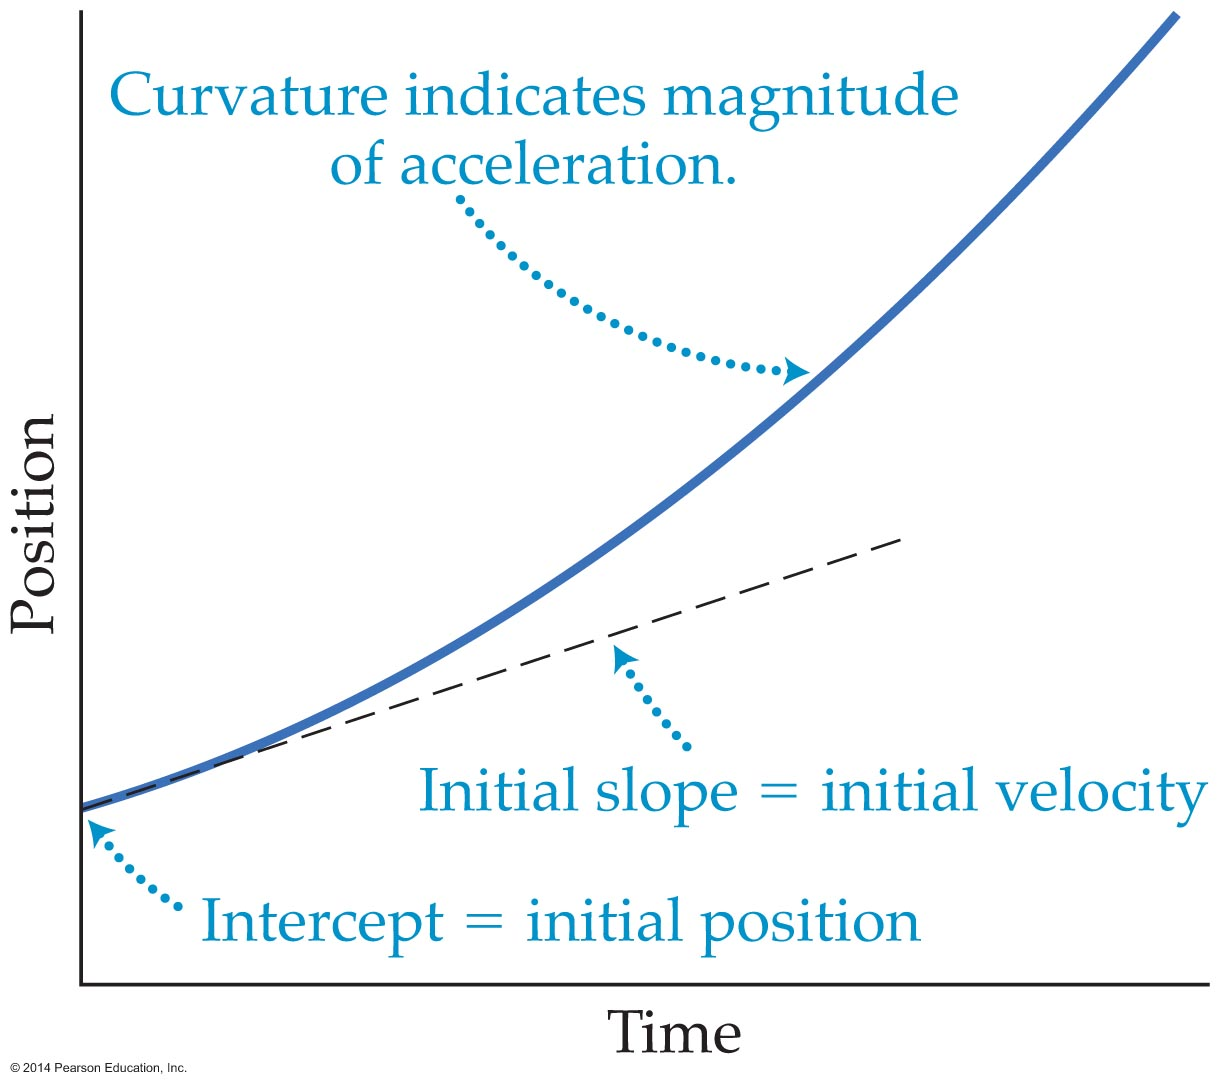 Curvature indicates magnitude
of acceleration.
Position
Initial slope = initial velocity
Intercept = initial position
Time
© 2014 Pearson Education, Inc.